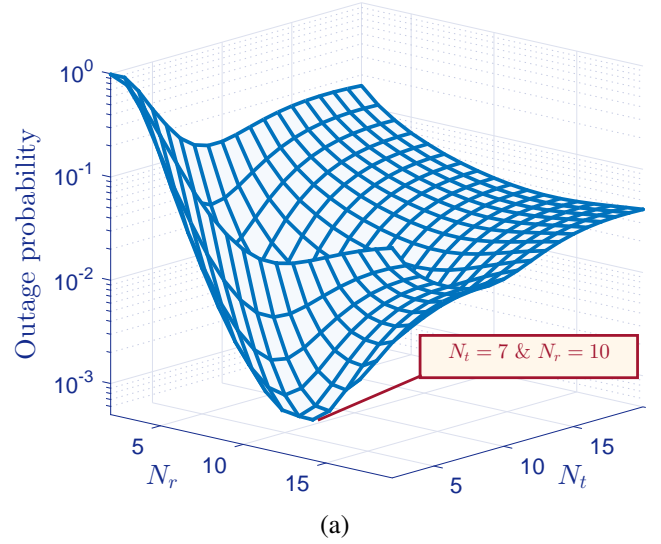 10^0
10^-1
10^-2
10^-3
Outage probability
N_t = 7 & N_r = 10
5
10
15
N_r
5
10
15
N_t
(a)